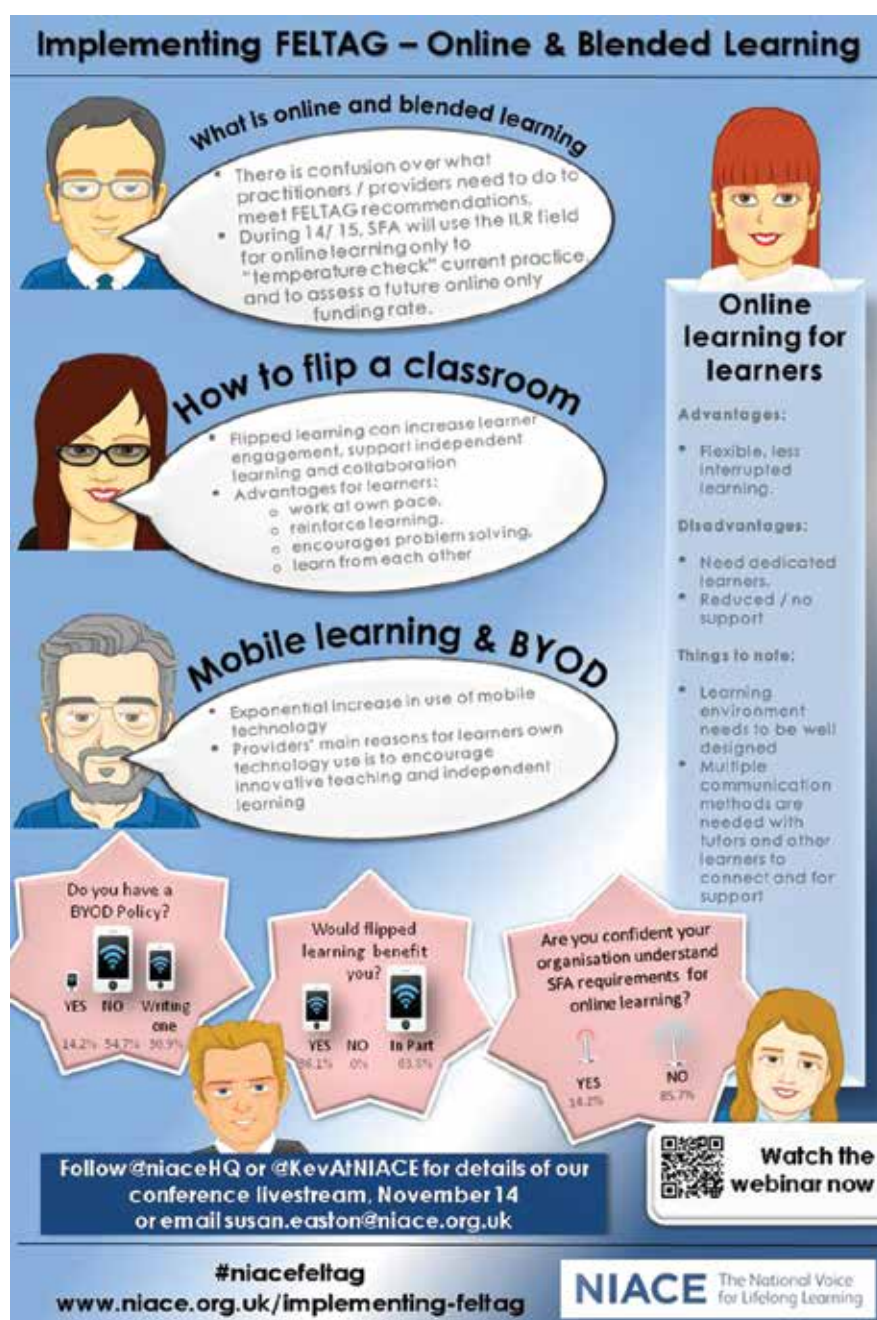 Implementing FELTAG – Online & Blended Learning
What is online and blended learning
• There is confusion over what
practitioners / providers need to do to
meet FELTAG recommendations.
• During 14/ 15, SFA will use the ILR field
for online learning only to
"temperature check" current practice,
and to assess a future online only
funding rate.
How to flip a classroom
• Flipped learning can increase learner
engagement, support independent
learning and collaboration
• Advantages for learners:
o work at own pace,
o reinforce learning,
o encourages problem solving,
o learn from each other
Mobile learning & BYOD
• Exponential increase in use of mobile
technology
• Providers' main reasons for learners own
technology use is to encourage
innovative teaching and independent
learning
Online
learning for
learners
Advantages:
• Flexible, less
interrupted
learning.
Disadvantages:
• Need dedicated
learners.
• Reduced / no
support
Things to note:
• Learning
environment
needs to be well
designed
• Multiple
communication
methods are
needed with
tutors and other
learners to
connect and for
support
Do you have a
BYOD Policy?
YES NO Writing
one
14.2% 54.7% 30.9%
Would flipped
learning benefit
you?
YES NO In Part
36.1% 0% 63.8%
Are you confident your
organisation understand
SFA requirements for
online learning?
YES NO
14.2% 85.7%
Follow @niaceHQ or @KevAtNIACE for details of our
conference livestream, November 14
or email susan.easton@niace.org.uk
Watch the
webinar now
#niacefeltag
www.niace.org.uk/implementing-feltag
NIACE The National Voice
for Lifelong Learning